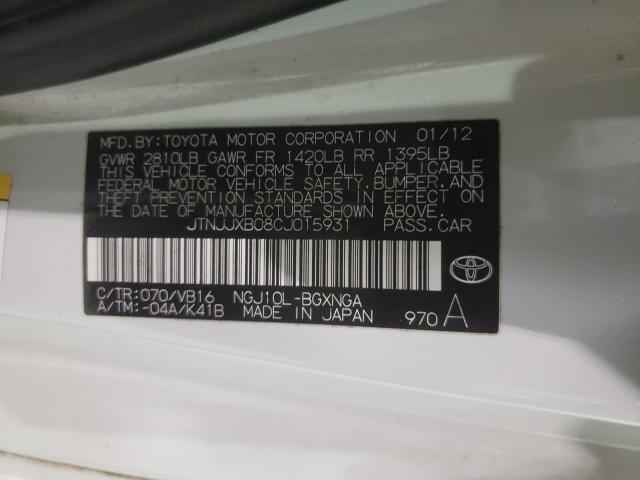 MFD. BY: TOYOTA MOTOR CORPORATION 01/12
GVWR 2810LB GAWR FR 1420LB RR 1395LB
THIS VEHICLE CONFORMS TO ALL APPLICABLE
FEDERAL MOTOR VEHICLE SAFETY, BUMPER, AND
THEFT PREVENTION STANDARDS IN EFFECT ON
THE DATE OF MANUFACTURE SHOWN ABOVE.
JTNJJXB08CJ0T5931 PASS. CAR
C/TR: 070/VB16 NGJ10L-BGXNGA
A/TM: -04A/K41B MADE IN JAPAN 970 A